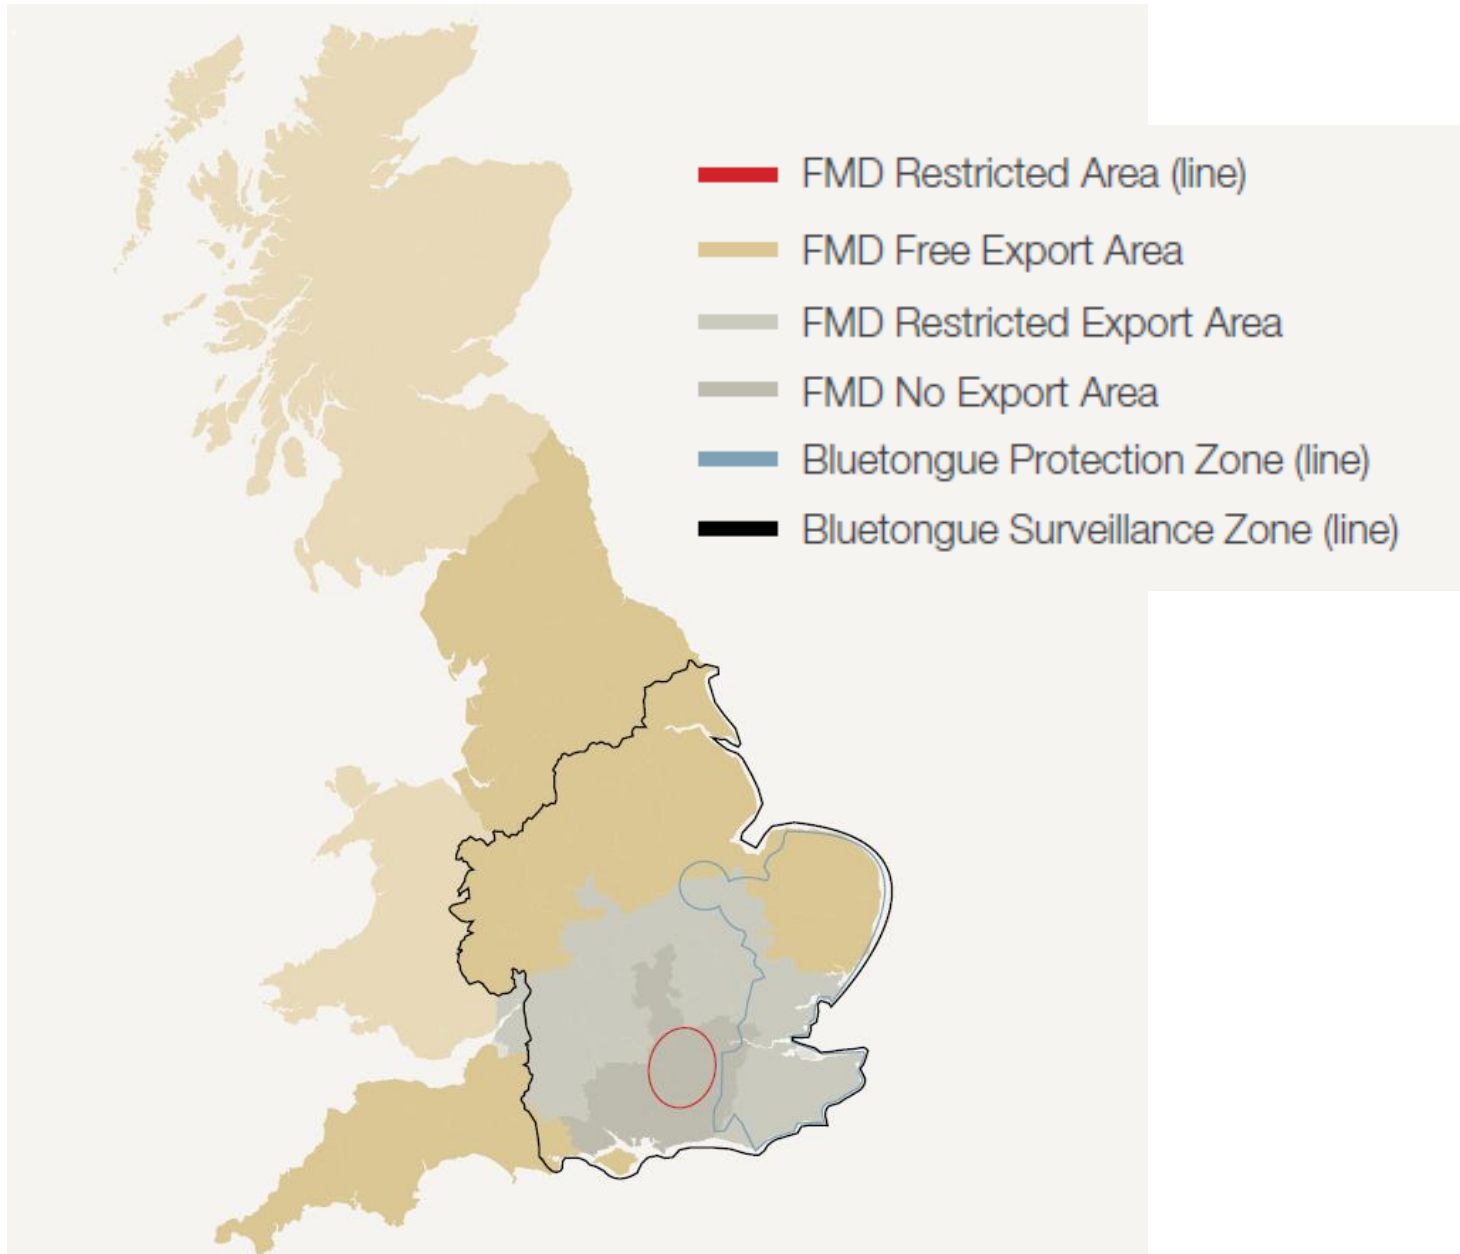 FMD Restricted Area (line)
FMD Free Export Area
FMD Restricted Export Area
FMD No Export Area
Bluetongue Protection Zone (line)
Bluetongue Surveillance Zone (line)